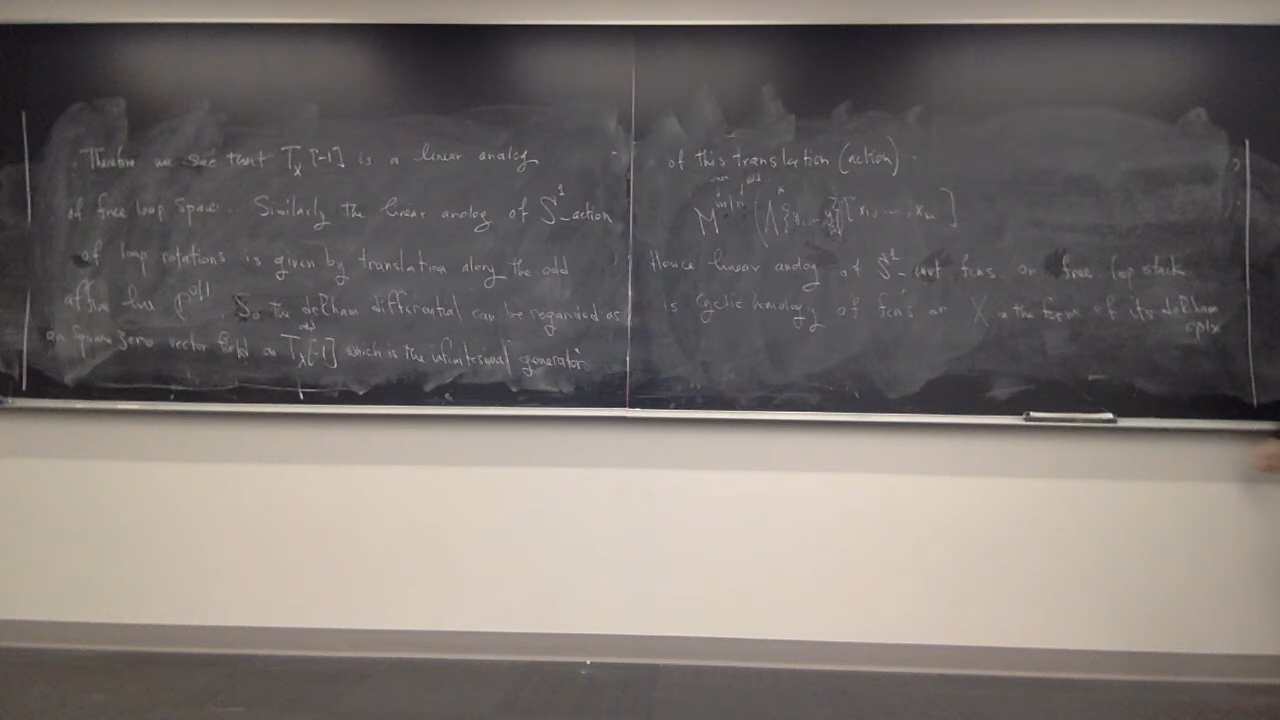 Therefore we see that T_X[-1] is a linear analog
of free loop space. Similarly the linear analog of S^1-action
of loop rotations is given by translation along the odd
affine line. So the deRham differential can be regarded as
an square zero vector field on T_X[-1] which is the infinitesimal generator
of this translation (action).
[x_1, ..., x_m]
Hence linear analog of S^1- fcns on free loop stack
is cyclic homology of fcns on X in the form of its deRham
cplx